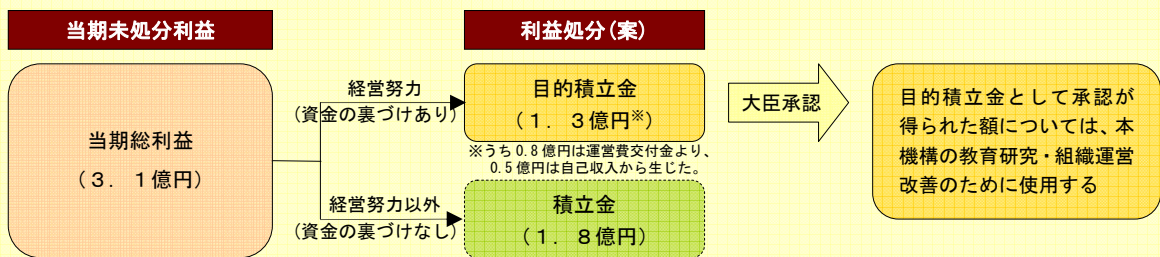 当期未処分利益
利益処分(案)
当期総利益
(3. 1億円)
経営努力
(資金の裏づけあり)
目的積立金
(1. 3億円※)
※うち0.8億円は運営費交付金より、
0.5億円は自己収入から生じた。
経営努力以外
(資金の裏づけなし)
積立金
(1. 8億円)
大臣承認
目的積立金として承認が
得られた額については、本
機構の教育研究・組織運営
改善のために使用する